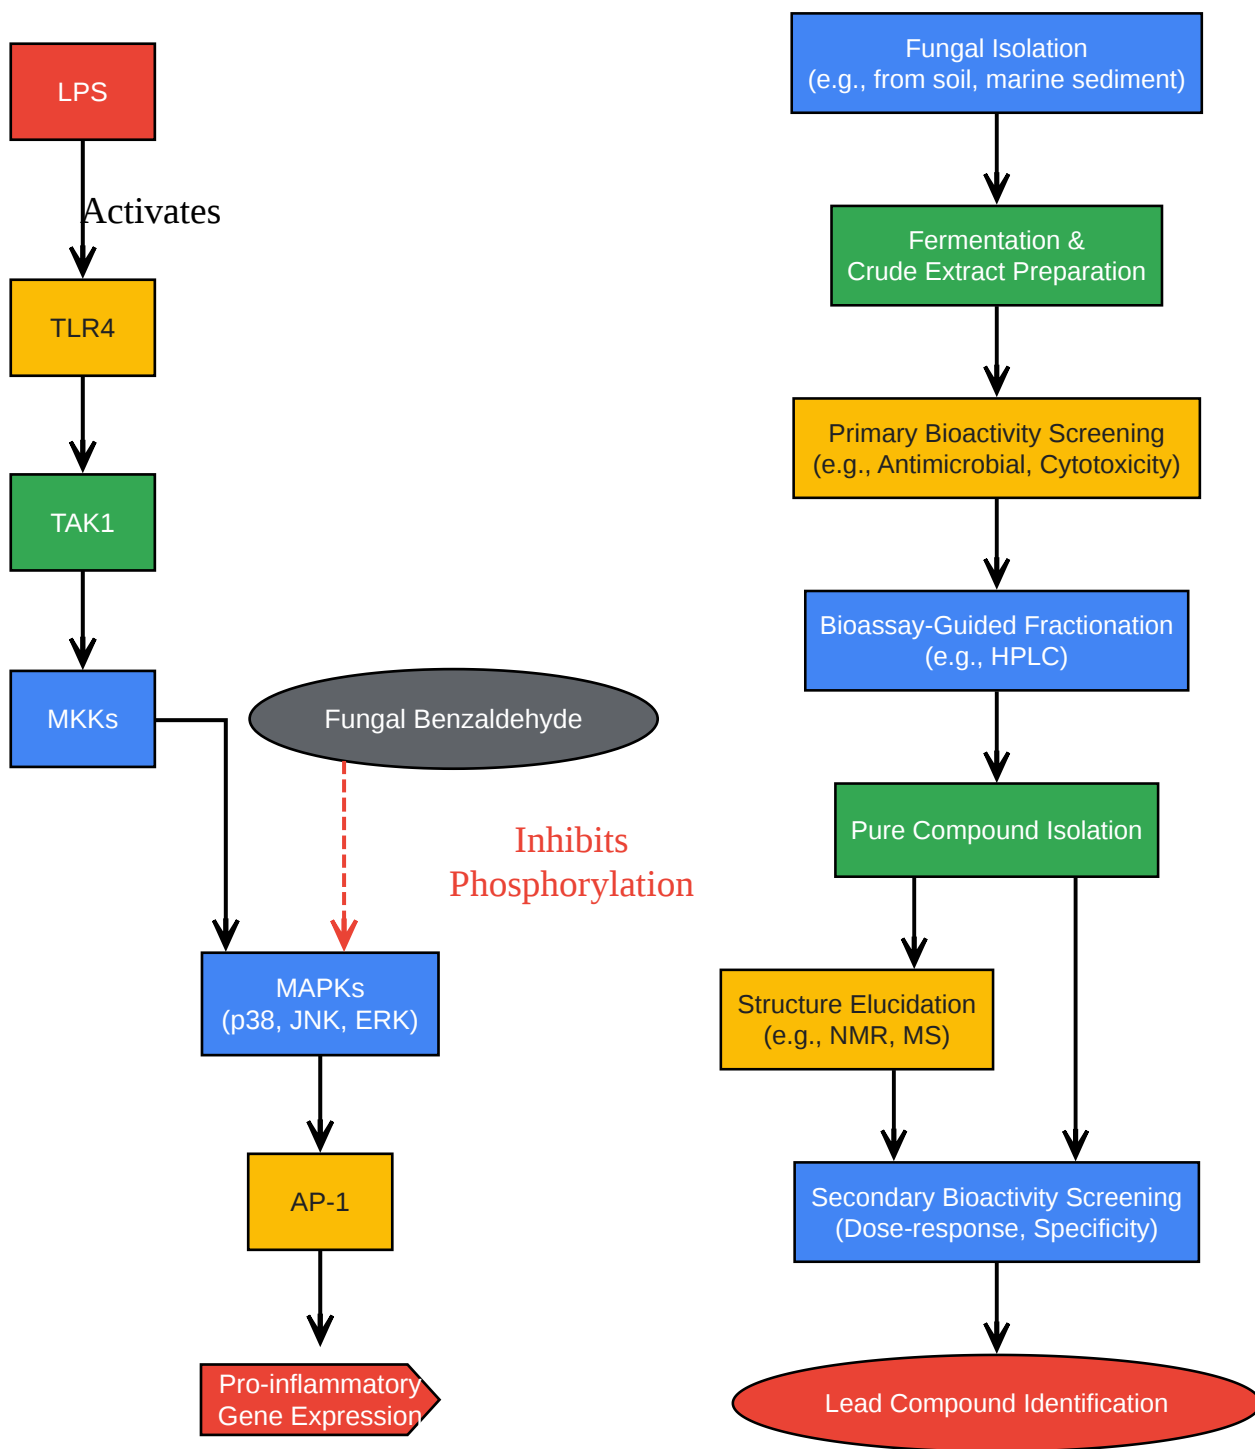 LPS
Activates
TLR4
TAK1
MKKs
Fungal Benzaldehyde
Inhibits
Phosphorylation
MAPKs
(p38, JNK, ERK)
AP-1
Pro-inflammatory
Gene Expression
Fungal Isolation
(e.g., from soil, marine sediment)
Fermentation &
Crude Extract Preparation
Primary Bioactivity Screening
(e.g., Antimicrobial, Cytotoxicity)
Bioassay-Guided Fractionation
(e.g., HPLC)
Pure Compound Isolation
Structure Elucidation
(e.g., NMR, MS)
Secondary Bioactivity Screening
(Dose-response, Specificity)
Lead Compound Identification